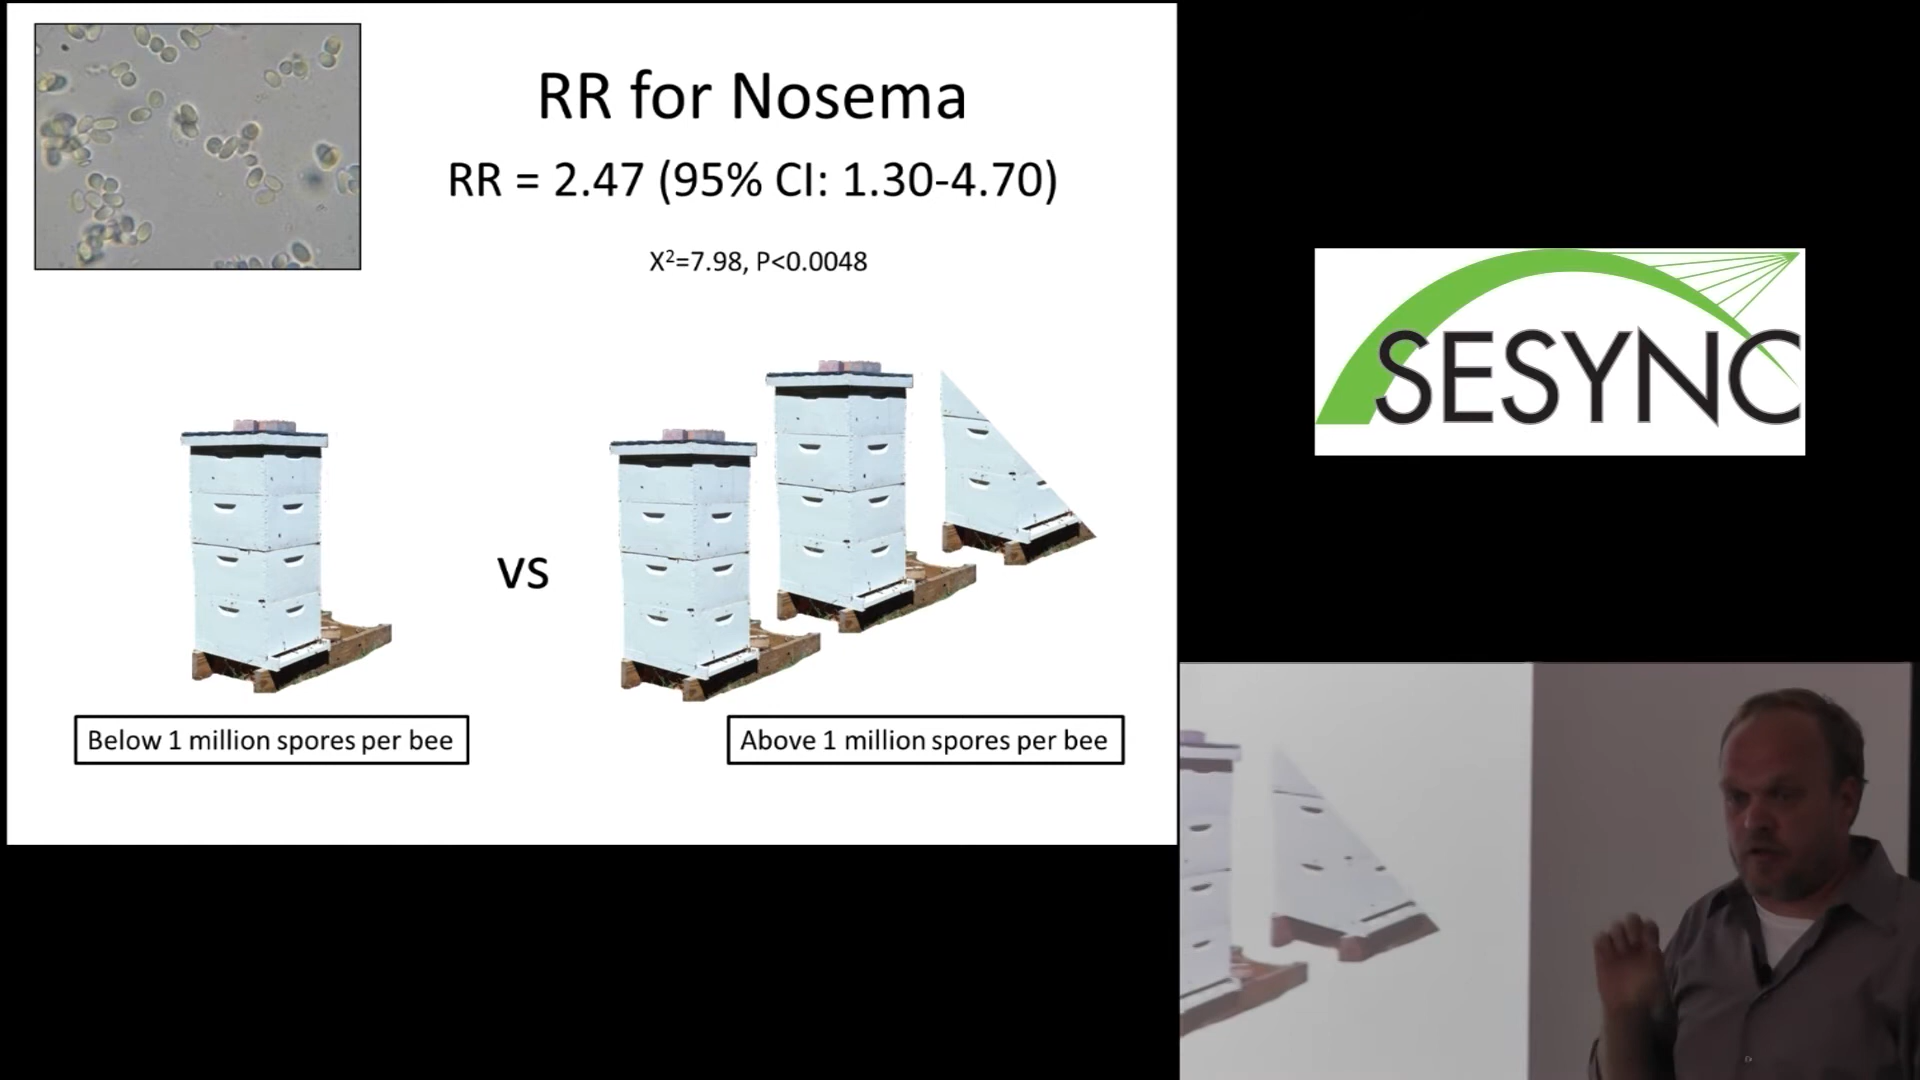 RR for Nosema
RR = 2.47 (95% CI: 1.30-4.70)
X²=7.98, P<0.0048
vs
Below 1 million spores per bee
Above 1 million spores per bee
SESYNC